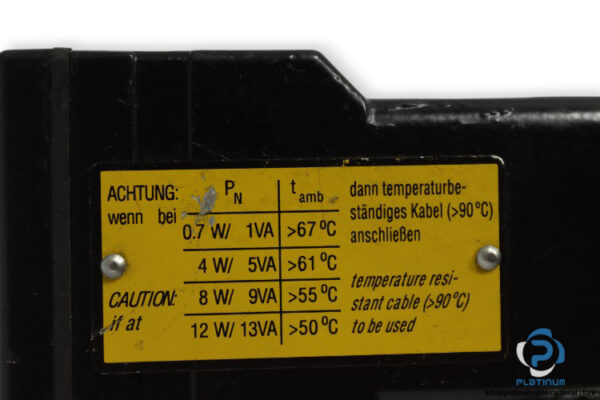 ACHTUNG: P N t amb dann temperaturbe-
wenn bei ständiges Kabel (>90 °C)
0.7 W/ 1VA >67 °C anschließen
4 W/ 5VA >61 °C
CAUTION: 8 W/ 9VA >55 °C temperature resi-
if at stant cable (>90 °C)
12 W/ 13VA >50 °C to be used
PLATINUM